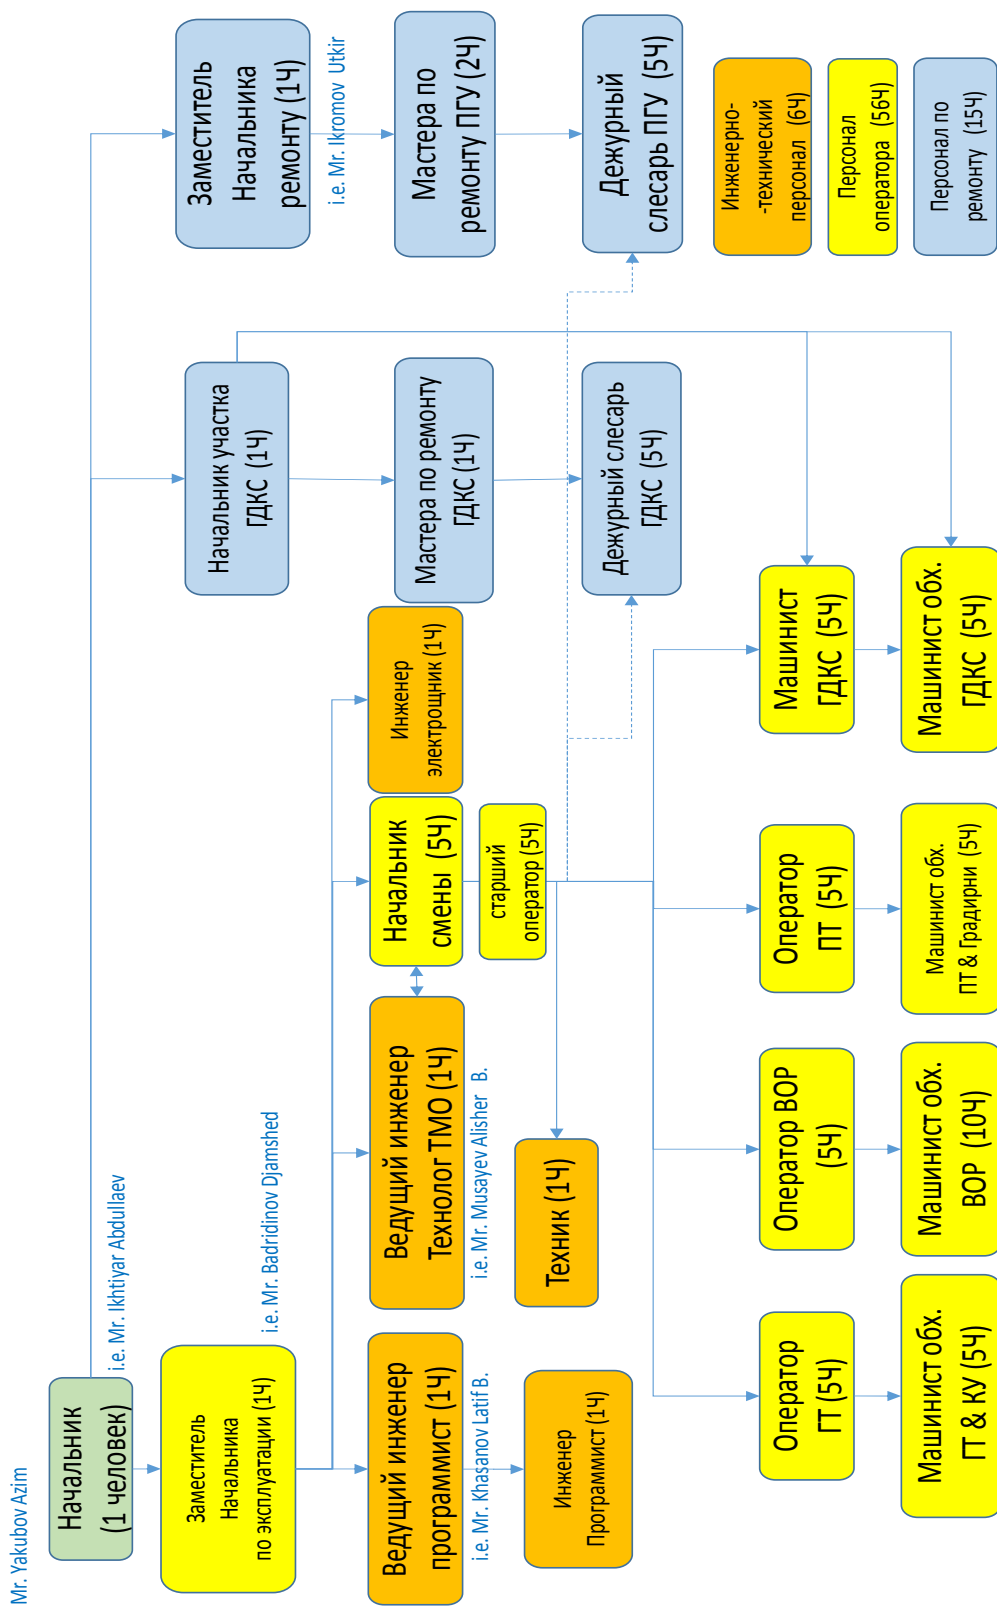 Mr. Yakubov Azim
Начальник
(1 человек)
i.e. Mr. Ikhtiyar Abdullaev
Заместитель
Начальника
по эксплуатации (1Ч)
i.e. Mr. Badridinov Djamshed
Заместитель
Начальника
ремонту (1Ч)
i.e. Mr. Ikromov Utkir
Начальник участка
ГДКС (1Ч)
Ведущий инженер
программист (1Ч)
i.e. Mr. Khasanov Latif B.
Ведущий инженер
Технолог ТМО (1Ч)
i.e. Mr. Musayev Alisher B.
Начальник
смены (5Ч)
Инженер
электрощник (1Ч)
Мастера по ремонту
ГДКС (1Ч)
Мастера по
ремонту ПГУ (2Ч)
старший
оператор (5Ч)
Инженер
Программист (1Ч)
Техник (1Ч)
Дежурный слесарь
ГДКС (5Ч)
Дежурный
слесарь ПГУ (5Ч)
Оператор
ГТ (5Ч)
Оператор ВОР
(5Ч)
Оператор
ПТ (5Ч)
Машинист
ГДКС (5Ч)
Машинист обх.
ГТ & КУ (5Ч)
Машинист обх.
ВОР (10Ч)
Машинист обх.
ПТ & Градирни (5Ч)
Машинист обх.
ГДКС (5Ч)
Инженерно-
-технический
персонал (6Ч)
Персонал
оператора (56Ч)
Персонал по
ремонту (15Ч)